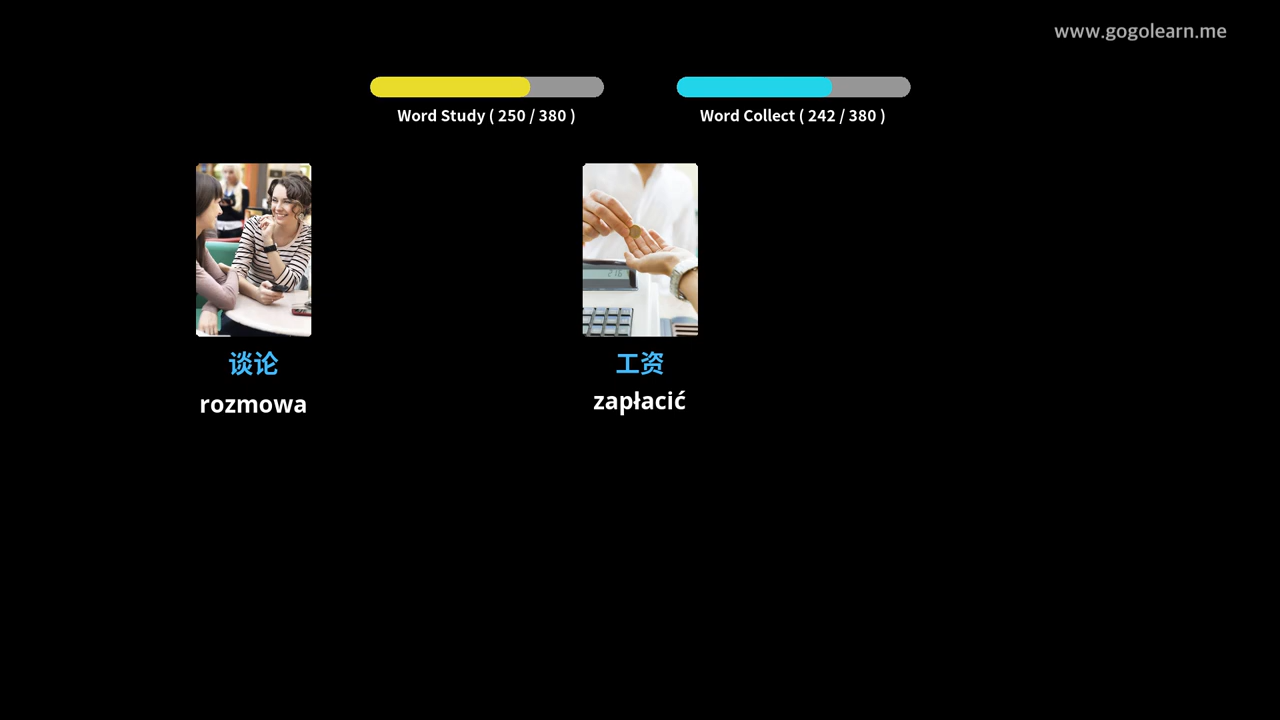 www.gogolearn.me
Word Study ( 250 / 380 )
Word Collect ( 242 / 380 )
谈论
rozmowa
工资
zapłacić